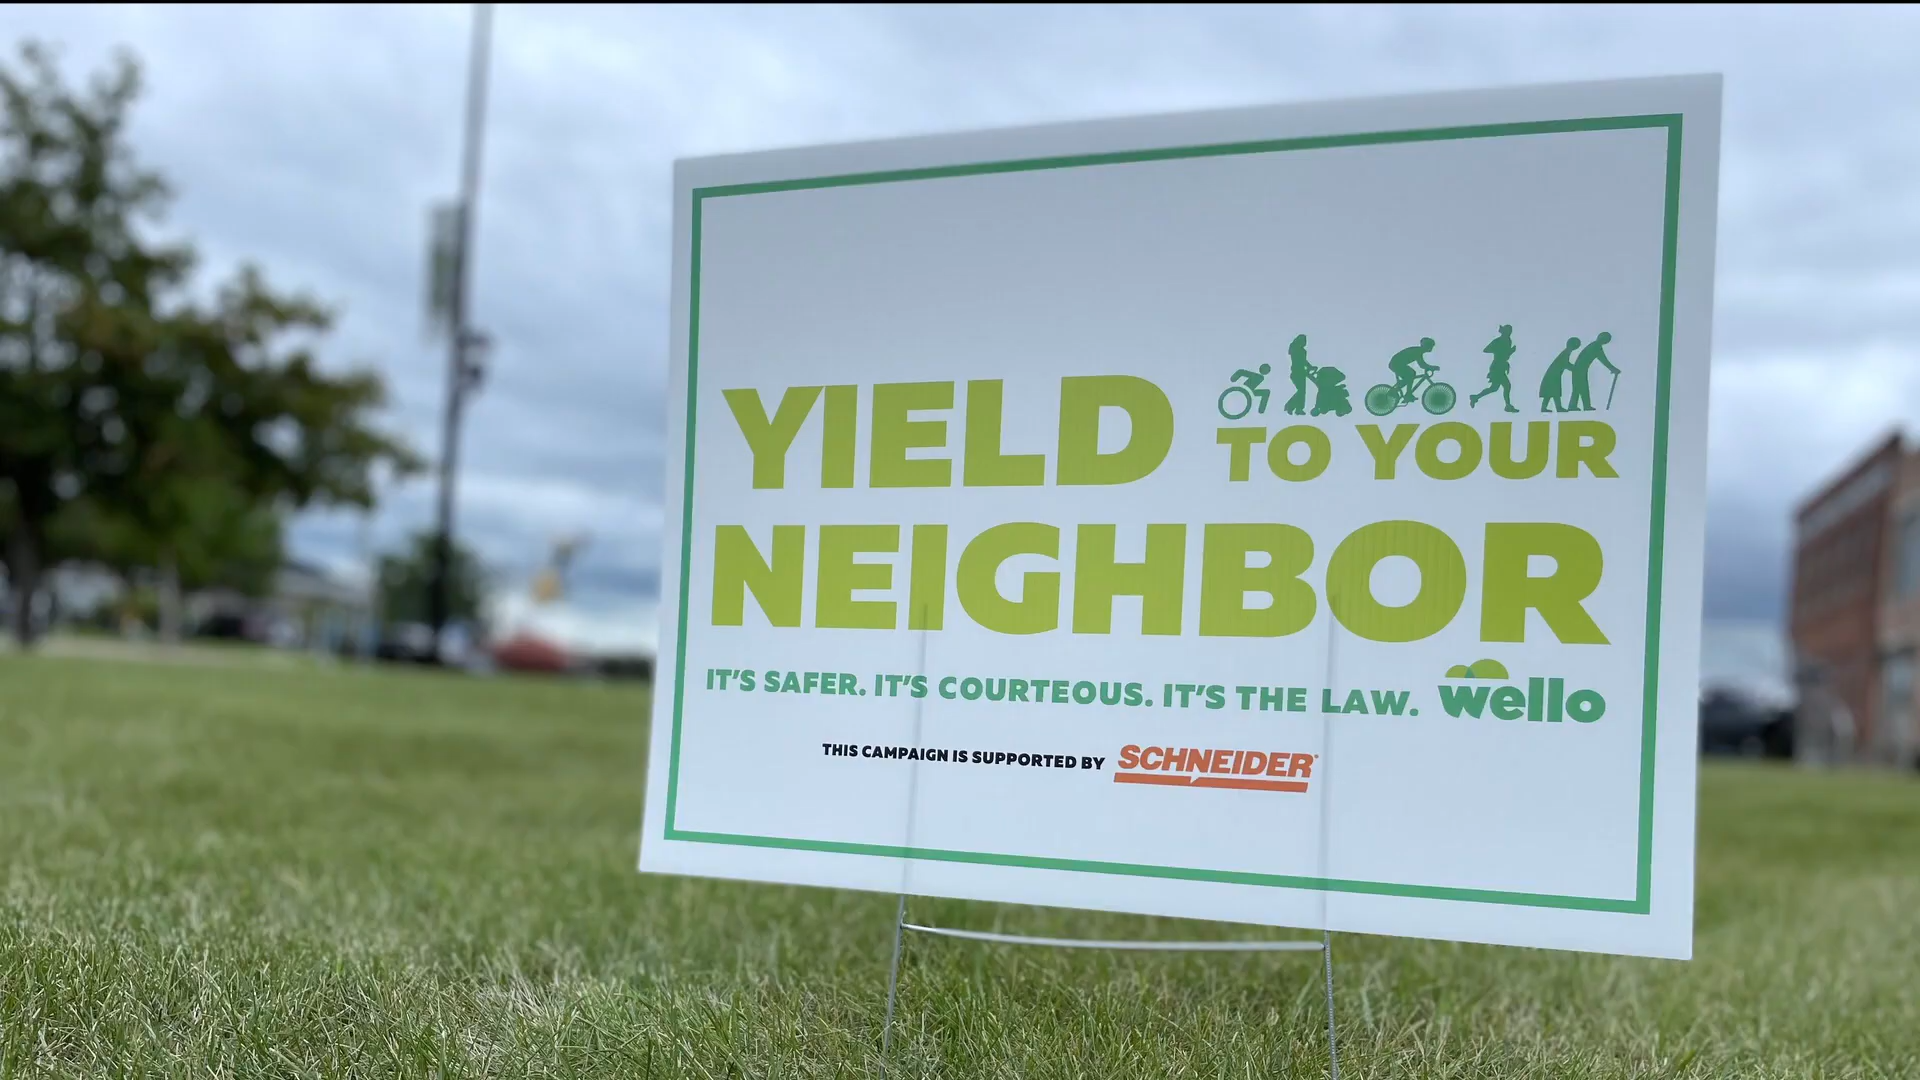 YIELD TO YOUR
NEIGHBOR
IT'S SAFER. IT'S COURTEOUS. IT'S THE LAW. wello
THIS CAMPAIGN IS SUPPORTED BY SCHNEIDER